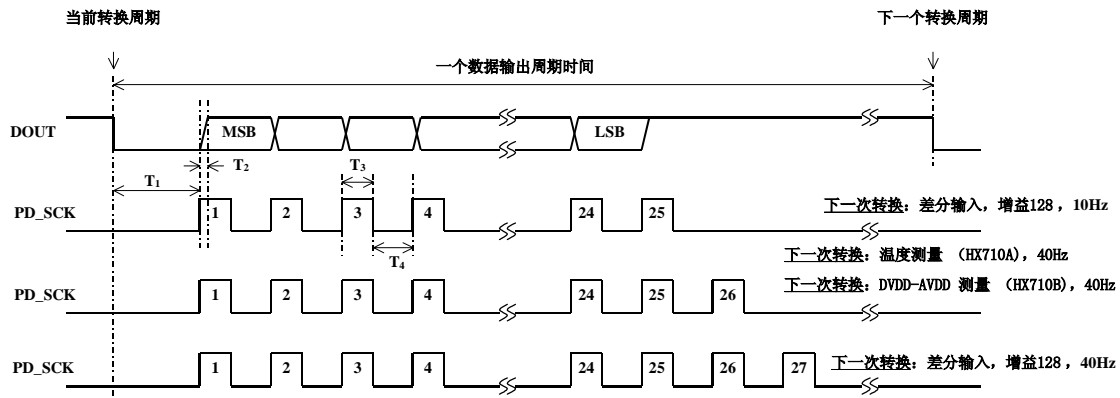 当前转换周期 下一个转换周期
一个数据输出周期时间
DOUT MSB LSB
T2 T3
T1
PD_SCK 1 2 3 4 24 25 下一次转换：差分输入，增益128，10Hz
T4
下一次转换：温度测量 （HX710A），40Hz
PD_SCK 1 2 3 4 24 25 26 下一次转换：DVDD-AVDD 测量 （HX710B），40Hz
PD_SCK 1 2 3 4 24 25 26 27 下一次转换：差分输入，增益128，40Hz